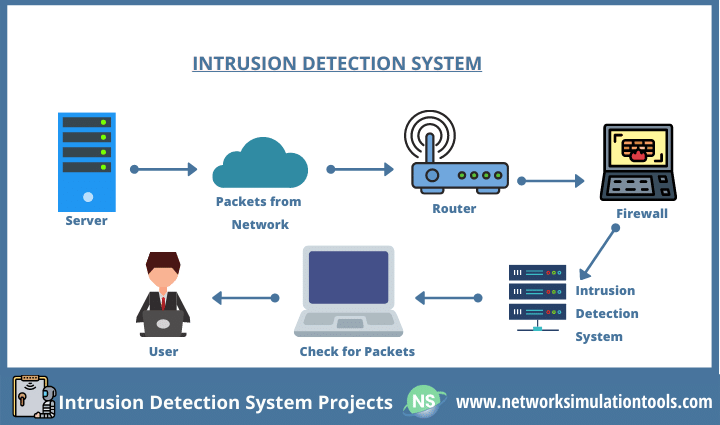 INTRUSION DETECTION SYSTEM
Server
Packets from
Network
Router
Firewall
Intrusion
Detection
System
Check for Packets
User
Intrusion Detection System Projects
NS
www.networksimulationtools.com